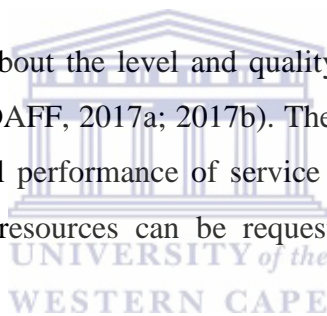 bout the level and quality
DAFF, 2017a; 2017b). The
l performance of service
resources can be reques
UNIVERSITY of the
WESTERN CAPE